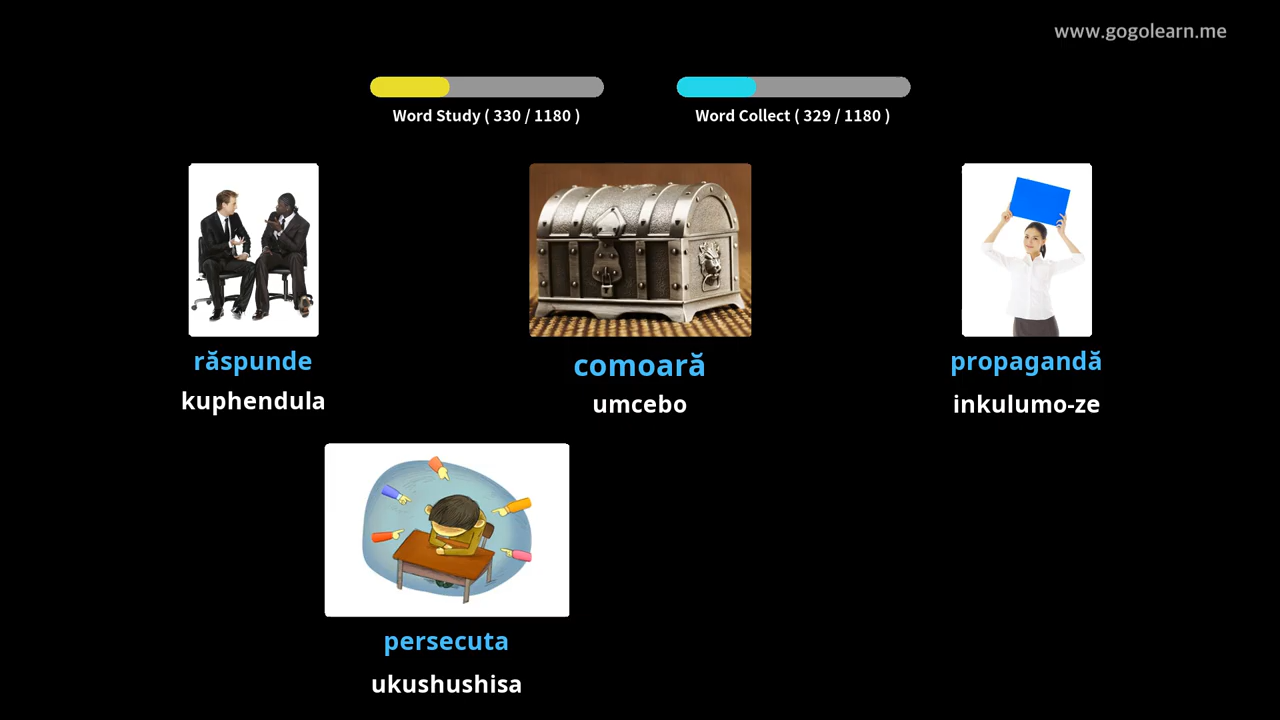 www.gogolearn.me
Word Study ( 330 / 1180 )
Word Collect ( 329 / 1180 )
răspunde
kuphendula
comoară
umcebo
propagandă
inkulumo-ze
persecuta
ukushushisa